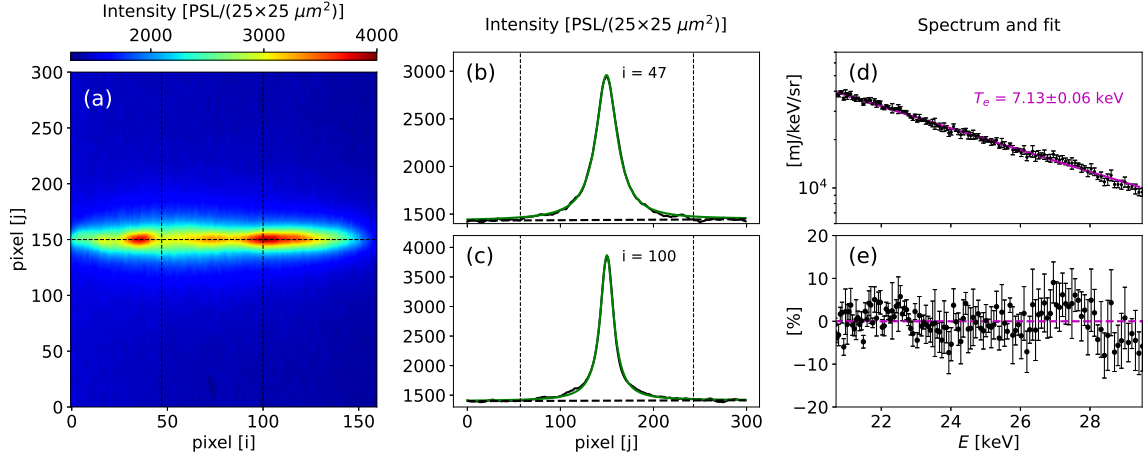 Intensity [PSL/(25×25 μm²)]
2000 3000 4000
(a)
300
250
200
150
100
50
0
pixel [j]
0 50 100 150
pixel [i]
Intensity [PSL/(25×25 μm²)]
(b)
i = 47
3000
2500
2000
1500
(c)
i = 100
4000
3500
3000
2500
2000
1500
0 100 200 300
pixel [j]
Spectrum and fit
(d)
Tₑ = 7.13±0.06 keV
[mJ/keV/sr]
10⁴
(e)
20
10
0
−10
−20
[%]
22 24 26 28
E [keV]